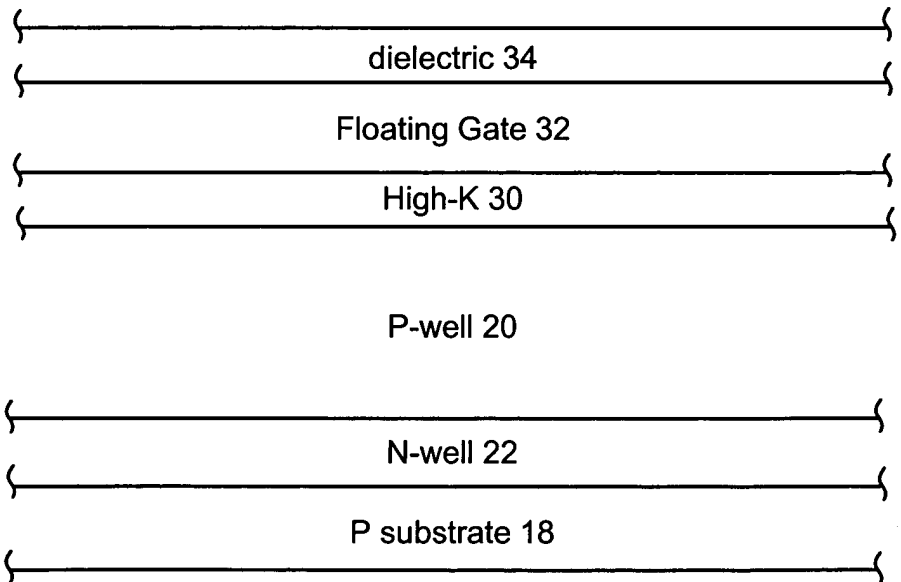 dielectric 34
Floating Gate 32
High-K 30
P-well 20
N-well 22
P substrate 18